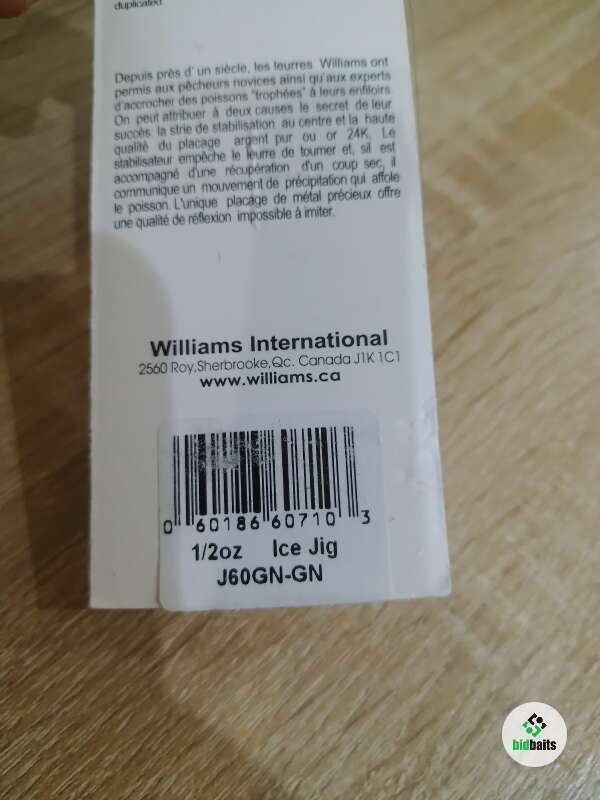 duplicated.
Depuis près d' un siècle, les leurres Williams ont
permis aux pêcheurs novices ainsi qu'aux experts
d'accrocher des poissons "trophées" à leurs enfiloirs
On peut attribuer à deux causes le secret de leur
succès: la strie de stabilisation au centre et la haute
qualité du placage argent pur ou or 24K. Le
stabilisateur empêche le leurre de tourner et, sil est
accompagné d'une récupération d'un coup sec, il
communique un mouvement de précipitation qui affole
le poisson. L'unique placage de métal précieux offre
une qualité de réflexion impossible à imiter.
Williams International
2560 Roy,Sherbrooke,Qc. Canada J1K 1C1
www.williams.ca
0 60186 60710 3
1/2oz Ice Jig
J60GN-GN
bidbaits